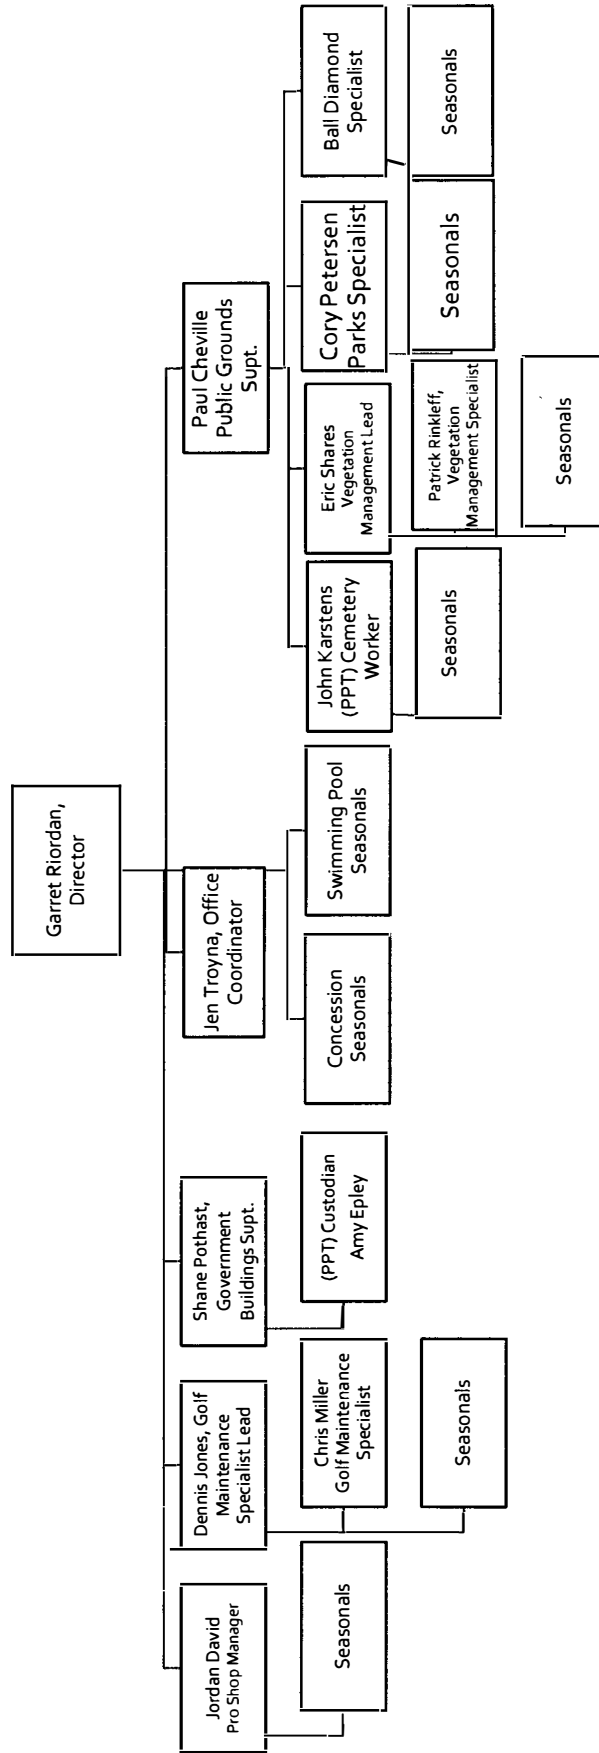 Garret Riordan,
Director
Jordan David
Pro Shop Manager
Seasonals
Dennis Jones, Golf
Maintenance
Specialist Lead
Chris Miller
Golf Maintenance
Specialist
Seasonals
Shane Pothast,
Government
Buildings Supt.
(PPT) Custodian
Amy Epley
Jen Troyna, Office
Coordinator
Concession
Seasonals
Swimming Pool
Seasonals
Paul Cheville
Public Grounds
Supt.
John Karstens
(PPT) Cemetery
Worker
Seasonals
Eric Shares
Vegetation
Management Lead
Patrick Rinkleff,
Vegetation
Management Specialist
Seasonals
Cory Petersen
Parks Specialist
Seasonals
Ball Diamond
Specialist
Seasonals